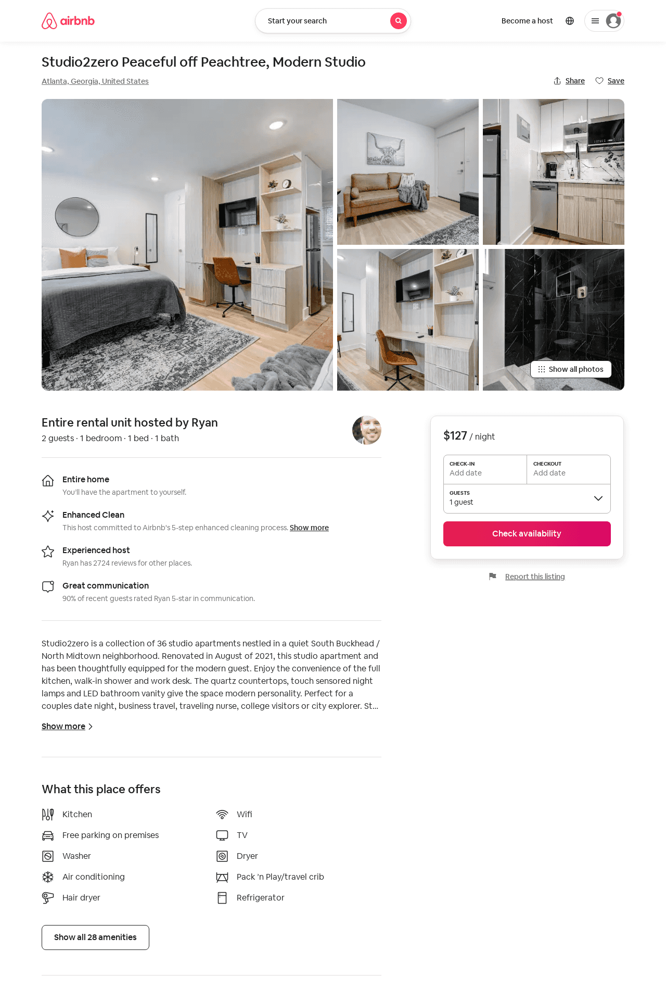 airbnb
Start your search
Become a host
Studio2zero Peaceful off Peachtree, Modern Studio
Atlanta, Georgia, United States
Share
Save
Show all photos
Entire rental unit hosted by Ryan
2 guests · 1 bedroom · 1 bed · 1 bath
$127 / night
CHECK-IN
Add date
CHECKOUT
Add date
GUESTS
1 guest
Check availability
Report this listing
Entire home
You’ll have the apartment to yourself.
Enhanced Clean
This host committed to Airbnb's 5-step enhanced cleaning process. Show more
Experienced host
Ryan has 2724 reviews for other places.
Great communication
90% of recent guests rated Ryan 5-star in communication.
Studio2zero is a collection of 36 studio apartments nestled in a quiet South Buckhead /
North Midtown neighborhood. Renovated in August of 2021, this studio apartment and
has been thoughtfully equipped for the modern guest. Enjoy the convenience of the full
kitchen, walk-in shower and work desk. The quartz countertops, touch sensored night
lamps and LED bathroom vanity give the space modern personality. Perfect for a
couples date night, business travel, traveling nurse, college visitors or city explorer. St...
Show more
What this place offers
Kitchen
Wifi
Free parking on premises
TV
Washer
Dryer
Air conditioning
Pack ’n Play/travel crib
Hair dryer
Refrigerator
Show all 28 amenities